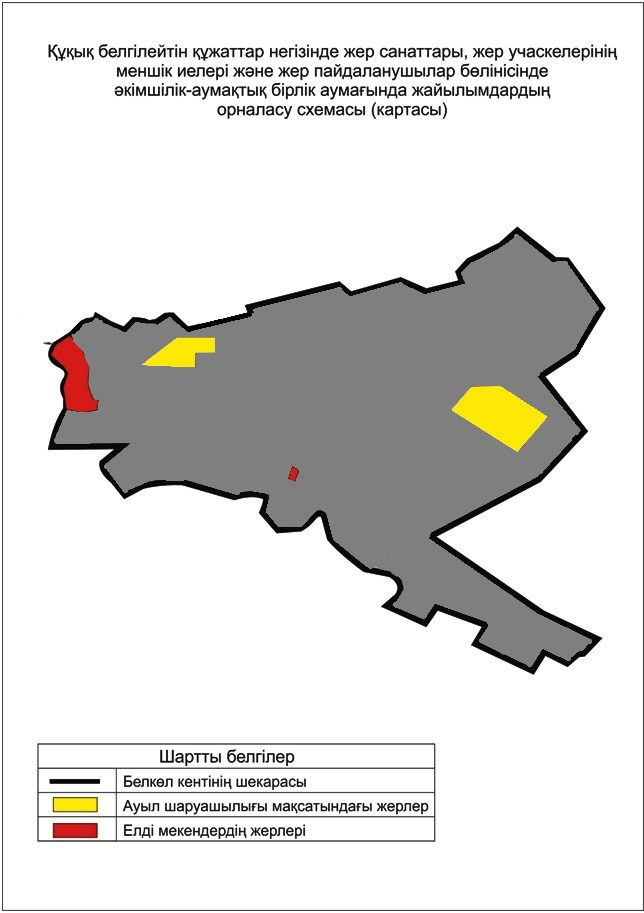 Құқық белгілейтін құжаттар негізінде жер санаттары, жер учаскелерінің
меншік иелері және жер пайдаланушылар бөлінісінде
әкімшілік-аумақтық бірлік аумағында жайылымдардың
орналасу схемасы (картасы)
Шартты белгілер
Белкөл кентінің шекарасы
Ауыл шаруашылығы мақсатындағы жерлер
Елді мекендердің жерлері